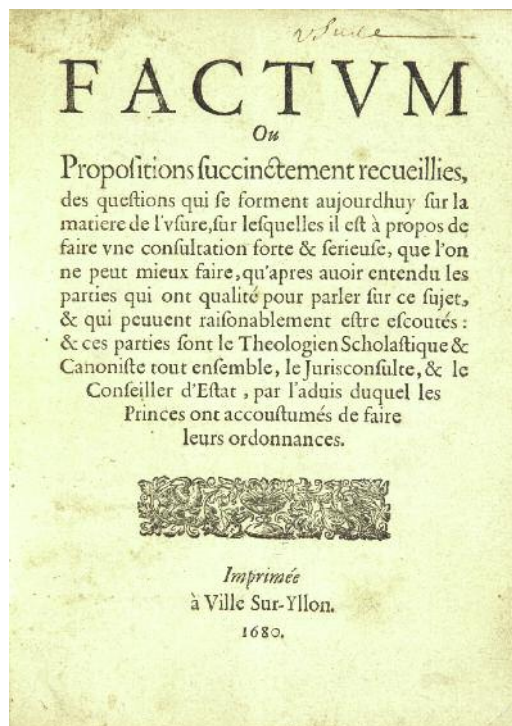 vsure
FACTVM
Ou
Propoſitions ſuccinctement recueillies,
des queſtions qui ſe forment aujourdhuy ſur la
matiere de l'vſure, ſur leſquelles il eſt à propos de
faire vne conſultation forte & ſerieuſe, que l'on
ne peut mieux faire, qu'apres auoir entendu les
parties qui ont qualité pour parler ſur ce ſujet,
& qui peuuent raiſonablement eſtre eſcoutés :
& ces parties ſont le Theologien Scholaſtique &
Canoniſte tout enſemble, le Jurisconſulte, & le
Conſeiller d'Eſtat , par l'aduis duquel les
Princes ont accouſtumés de faire
leurs ordonnances.
Imprimée
à Ville Sur-Yllon.
1680.